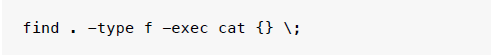 find . –type f –exec cat {} \;